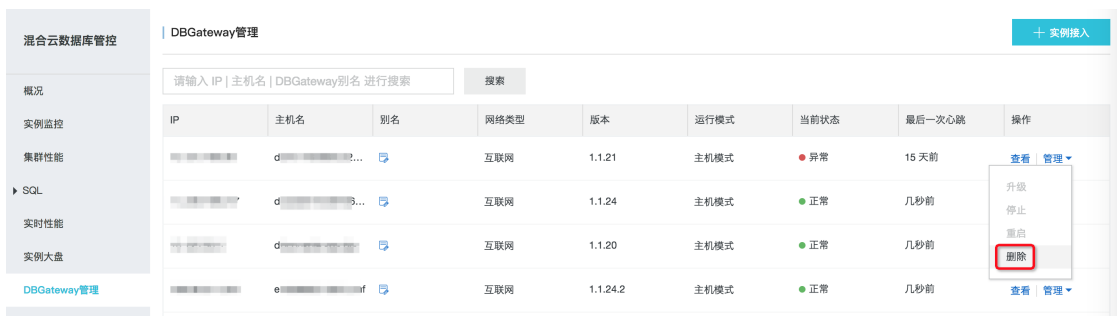 混合云数据库管控
概况
实例监控
集群性能
SQL
实时性能
实例大盘
DBGateway管理
DBGateway管理
实例接入
请输入 IP | 主机名 | DBGateway别名 进行搜索
搜索
IP 主机名 别名 网络类型 版本 运行模式 当前状态 最后一次心跳 操作
互联网 1.1.21 主机模式 异常 15 天前 查看 管理
互联网 1.1.24 主机模式 正常 几秒前
互联网 1.1.20 主机模式 正常 几秒前
互联网 1.1.24.2 主机模式 正常 几秒前 查看 管理
升级
停止
重启
删除